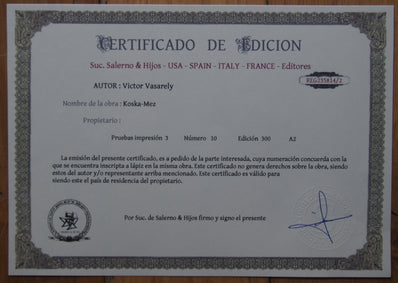 CERTIFICADO DE EDICION
Suc. Salerno & Hijos - USA - SPAIN - ITALY - FRANCE - Editores
REG235814/2
AUTOR : Victor Vasarely
Nombre de la obra : Koska-Mez
Propietario :
Pruebas impresión 3 Número 10 Edición 300 A2
La emisión del presente certificado, es a pedido de la parte interesada, cuya numeración concuerda con la
que se encuentra inscripta a lápiz en la misma obra. Este certificado no genera derechos sobre la obra, siendo
estos del autor y/o representante arriba mencionado. Este certificado es válido para
siendo este el país de residencia del propietario.
Por Suc. de Salerno & Hijos firmo y signo el presente